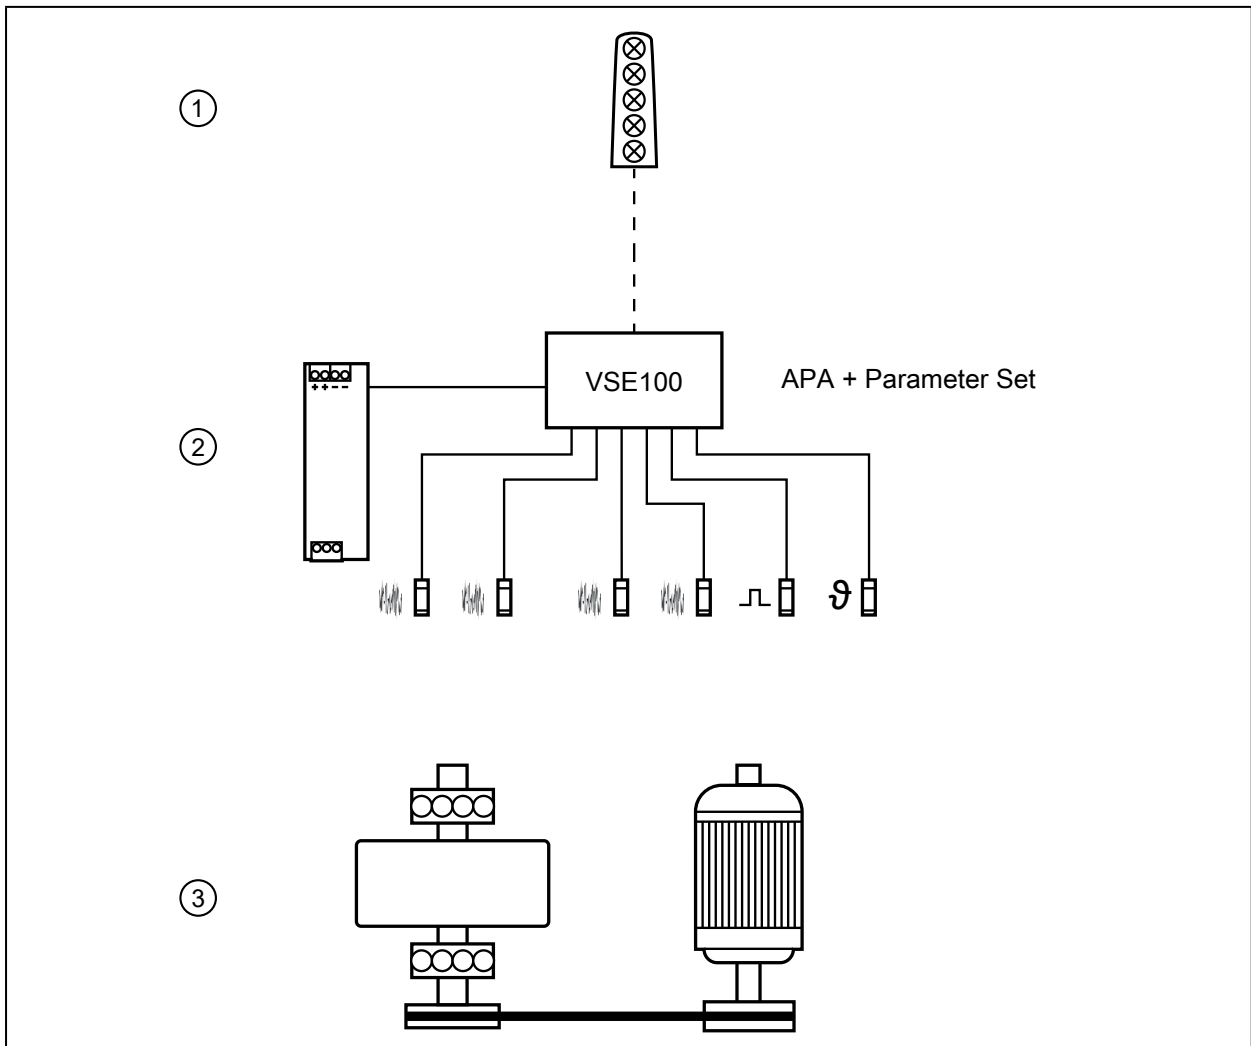 1
VSE100
APA + Parameter Set
++--
2
ϑ
3